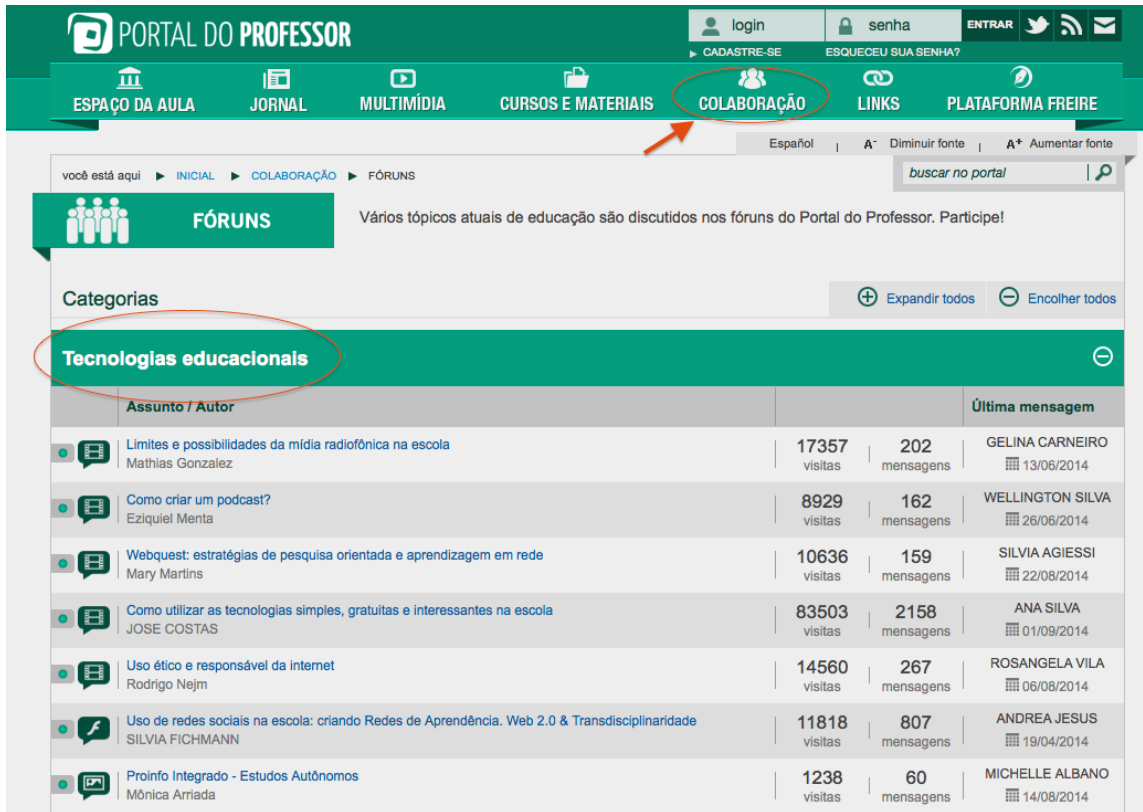 PORTAL DO PROFESSOR
login
senha
ENTRAR
CADASTRE-SE
ESQUECEU SUA SENHA?
ESPAÇO DA AULA
JORNAL
MULTIMÍDIA
CURSOS E MATERIAIS
COLABORAÇÃO
LINKS
PLATAFORMA FREIRE
Español
A- Diminuir fonte
A+ Aumentar fonte
você está aqui INICIAL COLABORAÇÃO FÓRUNS
buscar no portal
FÓRUNS
Vários tópicos atuais de educação são discutidos nos fóruns do Portal do Professor. Participe!
Categorias
Expandir todos
Encolher todos
Tecnologias educacionais
Assunto / Autor
Última mensagem
Limites e possibilidades da mídia radiofônica na escola
Mathias Gonzalez
17357 visitas
202 mensagens
GELINA CARNEIRO
13/06/2014
Como criar um podcast?
Eziquiel Menta
8929 visitas
162 mensagens
WELLINGTON SILVA
26/06/2014
Webquest: estratégias de pesquisa orientada e aprendizagem em rede
Mary Martins
10636 visitas
159 mensagens
SILVIA AGIESSI
22/08/2014
Como utilizar as tecnologias simples, gratuitas e interessantes na escola
JOSE COSTAS
83503 visitas
2158 mensagens
ANA SILVA
01/09/2014
Uso ético e responsável da internet
Rodrigo Nejm
14560 visitas
267 mensagens
ROSANGELA VILA
06/08/2014
Uso de redes sociais na escola: criando Redes de Aprendência. Web 2.0 & Transdisciplinaridade
SILVIA FICHMANN
11818 visitas
807 mensagens
ANDREA JESUS
19/04/2014
Proinfo Integrado - Estudos Autônomos
Mônica Arriada
1238 visitas
60 mensagens
MICHELLE ALBANO
14/08/2014